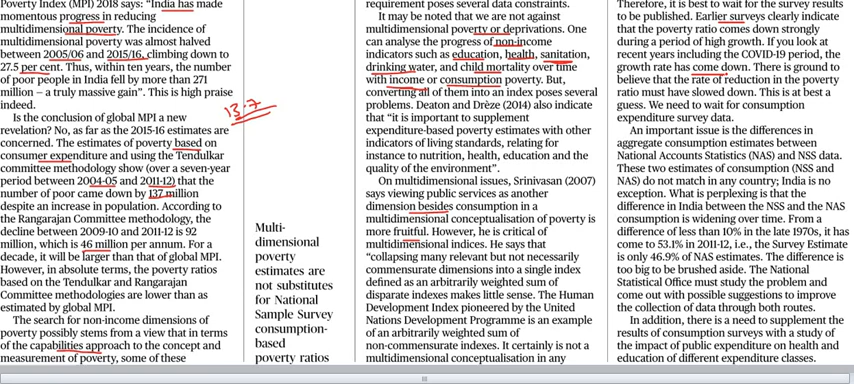 Poverty Index (MPI) 2018 says: “India has made
momentous progress in reducing
multidimensional poverty. The incidence of
multidimensional poverty was almost halved
between 2005/06 and 2015/16, climbing down to
27.5 per cent. Thus, within ten years, the number
of poor people in India fell by more than 271
million – a truly massive gain”. This is high praise
indeed.
Is the conclusion of global MPI a new
revelation? No, as far as the 2015-16 estimates are
concerned. The estimates of poverty based on
consumer expenditure and using the Tendulkar
committee methodology show (over a seven-year
period between 2004-05 and 2011-12) that the
number of poor came down by 137 million
despite an increase in population. According to
the Rangarajan Committee methodology, the
decline between 2009-10 and 2011-12 is 92
million, which is 46 million per annum. For a
decade, it will be larger than that of global MPI.
However, in absolute terms, the poverty ratios
based on the Tendulkar and Rangarajan
Committee methodologies are lower than as
estimated by global MPI.
The search for non-income dimensions of
poverty possibly stems from a view that in terms
of the capabilities approach to the concept and
measurement of poverty, some of these
13.7
Multi-
dimensional
poverty
estimates are
not substitutes
for National
Sample Survey
consumption-
based
poverty ratios
requirement poses several data constraints.
It may be noted that we are not against
multidimensional poverty or deprivations. One
can analyse the progress of non-income
indicators such as education, health, sanitation,
drinking water, and child mortality over time
with income or consumption poverty. But,
converting all of them into an index poses several
problems. Deaton and Drèze (2014) also indicate
that “it is important to supplement
expenditure-based poverty estimates with other
indicators of living standards, relating for
instance to nutrition, health, education and the
quality of the environment”.
On multidimensional issues, Srinivasan (2007)
says viewing public services as another
dimension besides consumption in a
multidimensional conceptualisation of poverty is
more fruitful. However, he is critical of
multidimensional indices. He says that
“collapsing many relevant but not necessarily
commensurate dimensions into a single index
defined as an arbitrarily weighted sum of
disparate indexes makes little sense. The Human
Development Index pioneered by the United
Nations Development Programme is an example
of an arbitrarily weighted sum of
non-commensurate indexes. It certainly is not a
multidimensional conceptualisation in any
Therefore, it is best to wait for the survey results
to be published. Earlier surveys clearly indicate
that the poverty ratio comes down strongly
during a period of high growth. If you look at
recent years including the COVID-19 period, the
growth rate has come down. There is ground to
believe that the rate of reduction in the poverty
ratio must have slowed down. This is at best a
guess. We need to wait for consumption
expenditure survey data.
An important issue is the differences in
aggregate consumption estimates between
National Accounts Statistics (NAS) and NSS data.
These two estimates of consumption (NSS and
NAS) do not match in any country; India is no
exception. What is perplexing is that the
difference in India between the NSS and the NAS
consumption is widening over time. From a
difference of less than 10% in the late 1970s, it has
come to 53.1% in 2011-12, i.e., the Survey Estimate
is only 46.9% of NAS estimates. The difference is
too big to be brushed aside. The National
Statistical Office must study the problem and
come out with possible suggestions to improve
the collection of data through both routes.
In addition, there is a need to supplement the
results of consumption surveys with a study of
the impact of public expenditure on health and
education of different expenditure classes.